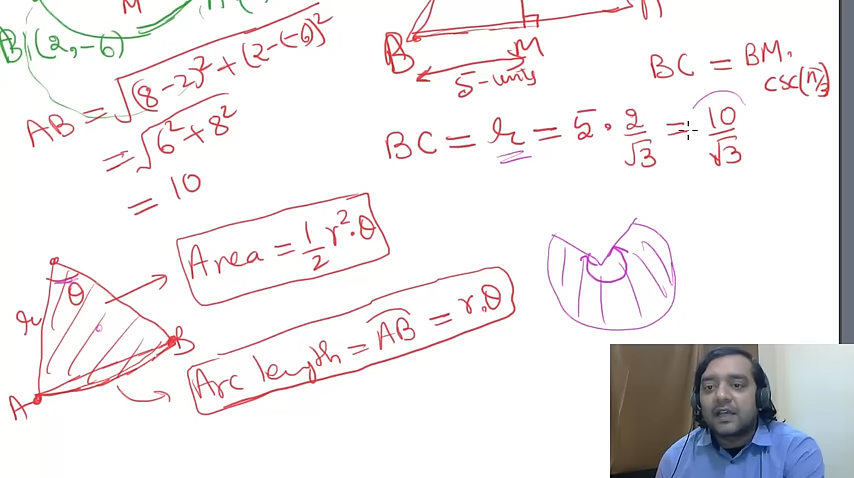 M
B (2, -6)
AB = √(8-2)² + (2-(-6))²
= √6² + 8²
= 10
B
M
5-units
BC = BM.
csc(π/3)
BC = r = 5 · 2/√3 = 10/√3
Area = 1/2 r² · θ
θ
r
A
B
Arc length = AB = r.θ